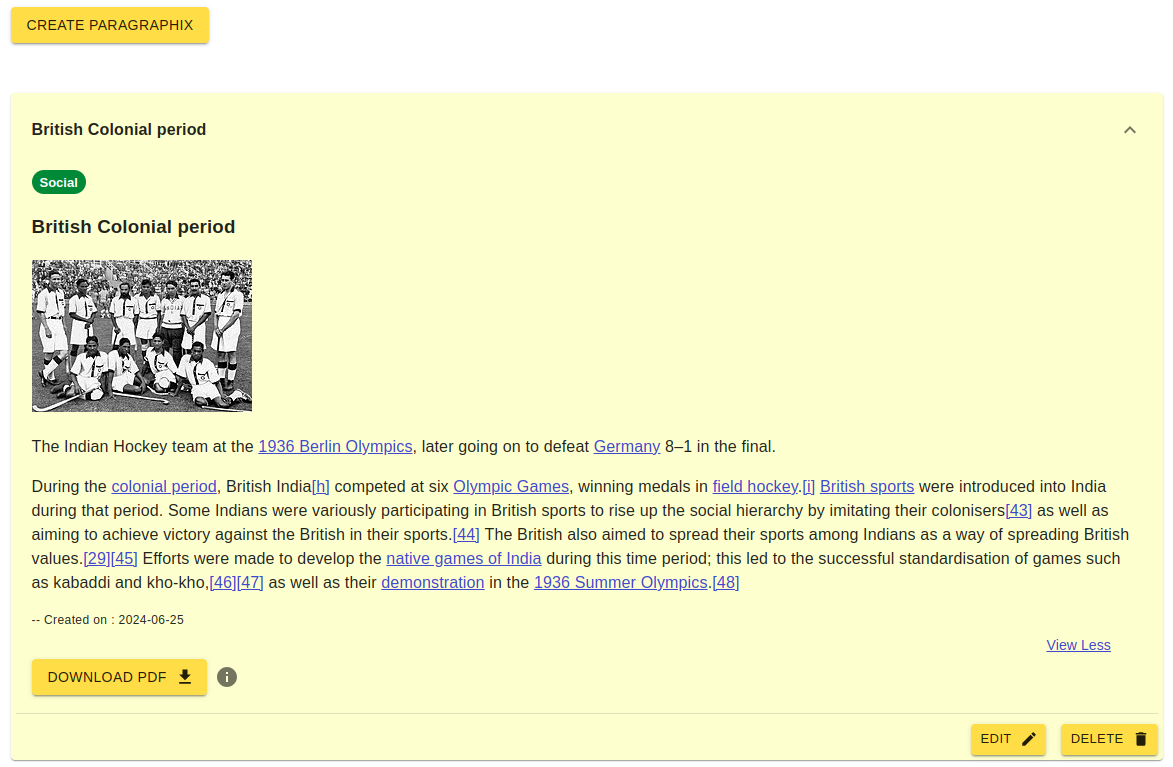 CREATE PARAGRAPHIX
British Colonial period
Social
British Colonial period
INDIA
The Indian Hockey team at the 1936 Berlin Olympics, later going on to defeat Germany 8–1 in the final.
During the colonial period, British India[h] competed at six Olympic Games, winning medals in field hockey.[i] British sports were introduced into India
during that period. Some Indians were variously participating in British sports to rise up the social hierarchy by imitating their colonisers[43] as well as
aiming to achieve victory against the British in their sports.[44] The British also aimed to spread their sports among Indians as a way of spreading British
values.[29][45] Efforts were made to develop the native games of India during this time period; this led to the successful standardisation of games such
as kabaddi and kho-kho,[46][47] as well as their demonstration in the 1936 Summer Olympics.[48]
-- Created on : 2024-06-25
View Less
DOWNLOAD PDF
EDIT
DELETE